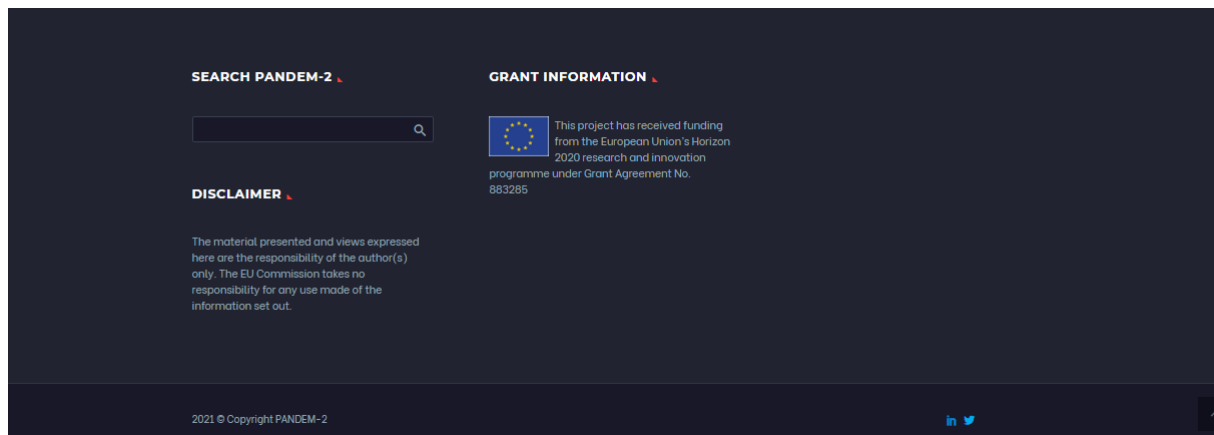 SEARCH PANDEM-2
DISCLAIMER
The material presented and views expressed
here are the responsibility of the author(s)
only. The EU Commission takes no
responsibility for any use made of the
information set out.
GRANT INFORMATION
This project has received funding
from the European Union's Horizon
2020 research and innovation
programme under Grant Agreement No.
883285
2021 © Copyright PANDEM-2
in